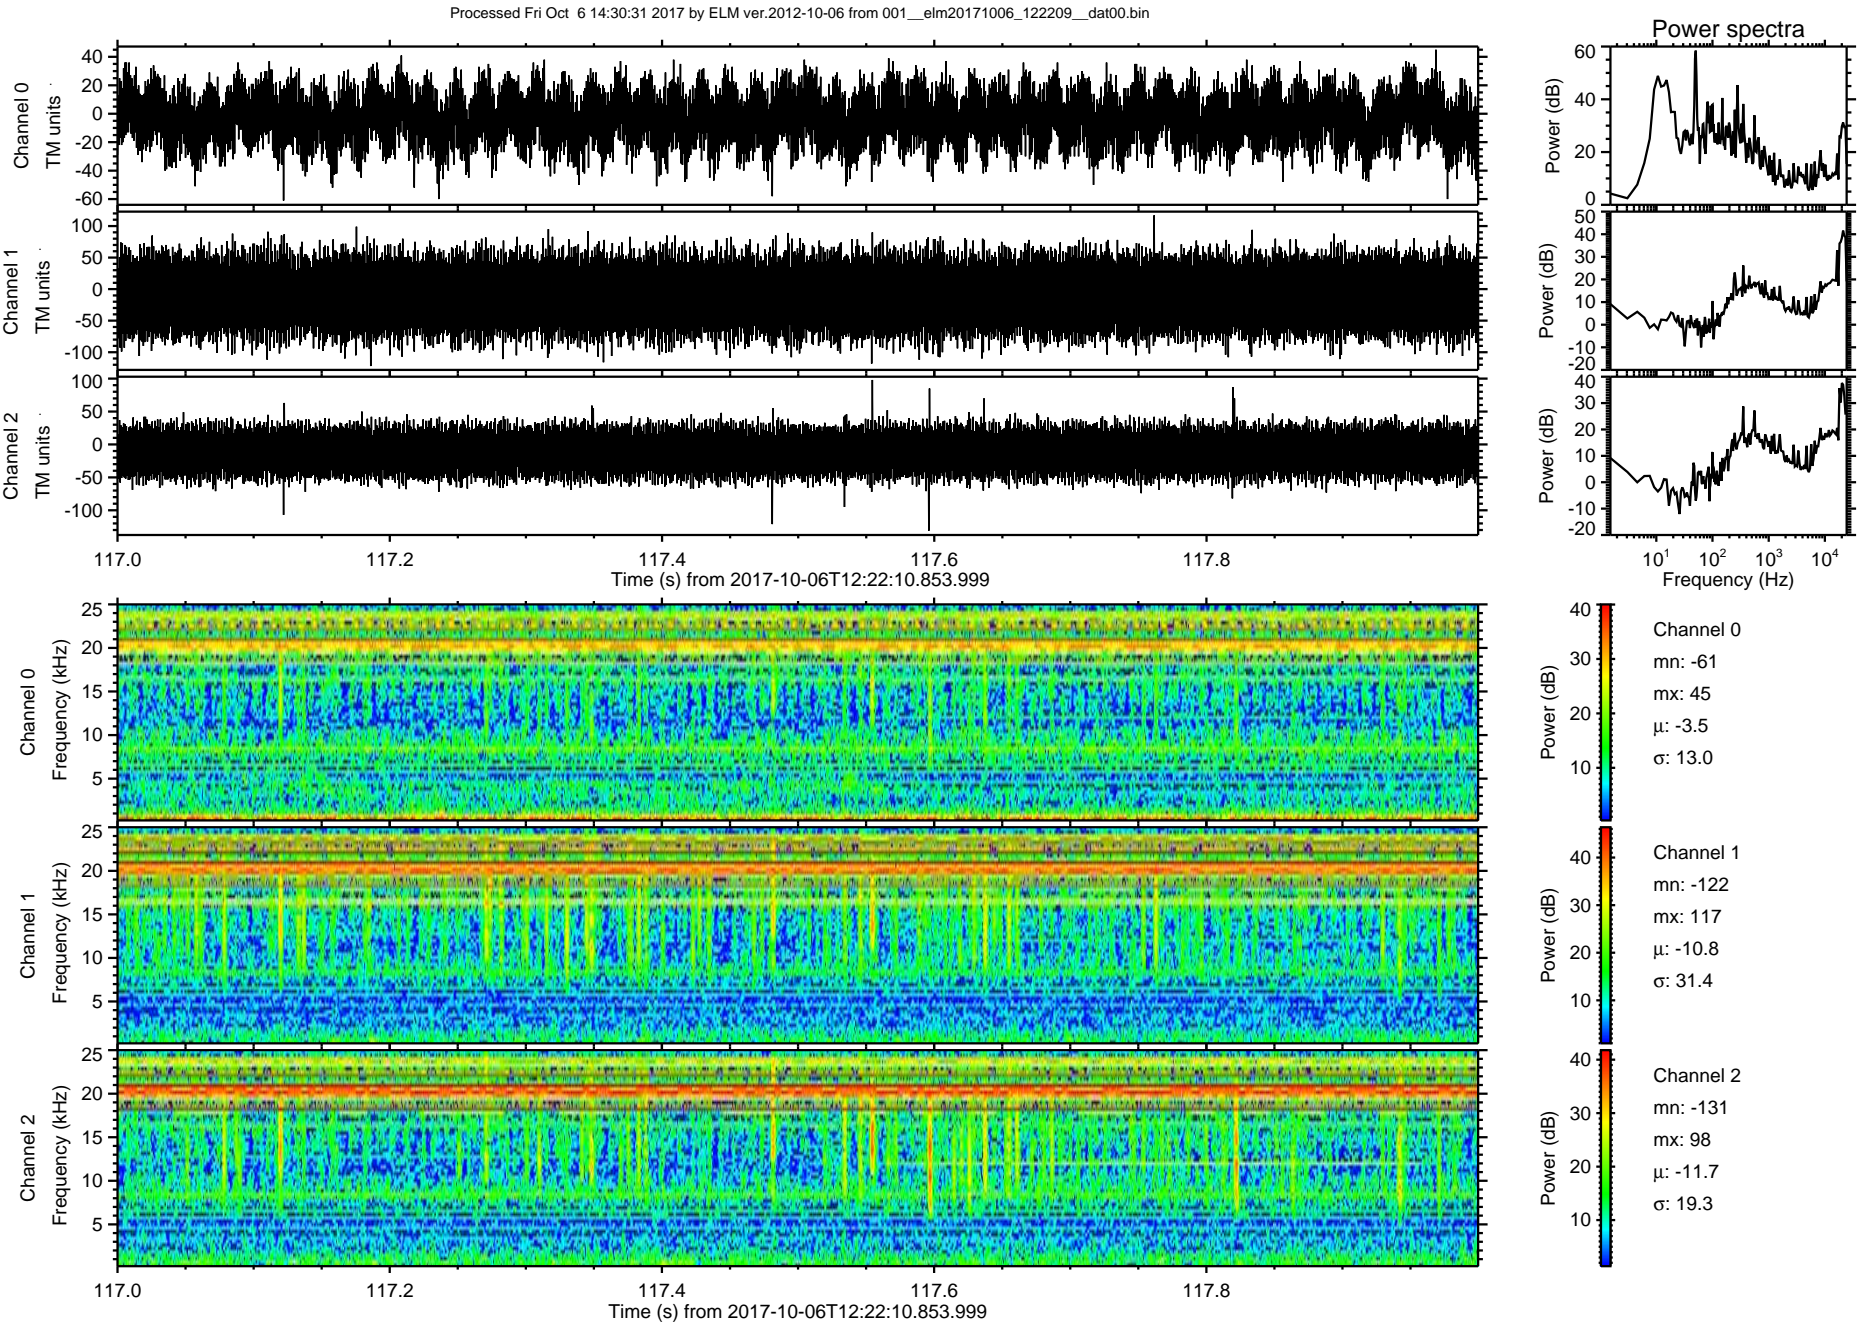 Processed Fri Oct  6 14:30:31 2017 by ELM ver.2012-10-06 from 001__elm20171006_122209__dat00.bin
Power spectra
Channel 0
TM units
40
20
0
-20
-40
-60
Power (dB)
60
40
20
0
Channel 1
TM units
100
50
0
-50
-100
Power (dB)
50
40
30
20
10
0
-10
-20
Channel 2
TM units
100
50
0
-50
-100
Power (dB)
40
30
20
10
0
-10
-20
117.0 117.2 117.4 117.6 117.8
Time (s) from 2017-10-06T12:22:10.853.999
10^1 10^2 10^3 10^4
Frequency (Hz)
Channel 0
Frequency (kHz)
25
20
15
10
5
Power (dB)
40
30
20
10
Channel 0
mn: -61
mx: 45
μ: -3.5
σ: 13.0
Channel 1
Frequency (kHz)
25
20
15
10
5
Power (dB)
40
30
20
10
Channel 1
mn: -122
mx: 117
μ: -10.8
σ: 31.4
Channel 2
Frequency (kHz)
25
20
15
10
5
Power (dB)
40
30
20
10
Channel 2
mn: -131
mx: 98
μ: -11.7
σ: 19.3
117.0 117.2 117.4 117.6 117.8
Time (s) from 2017-10-06T12:22:10.853.999